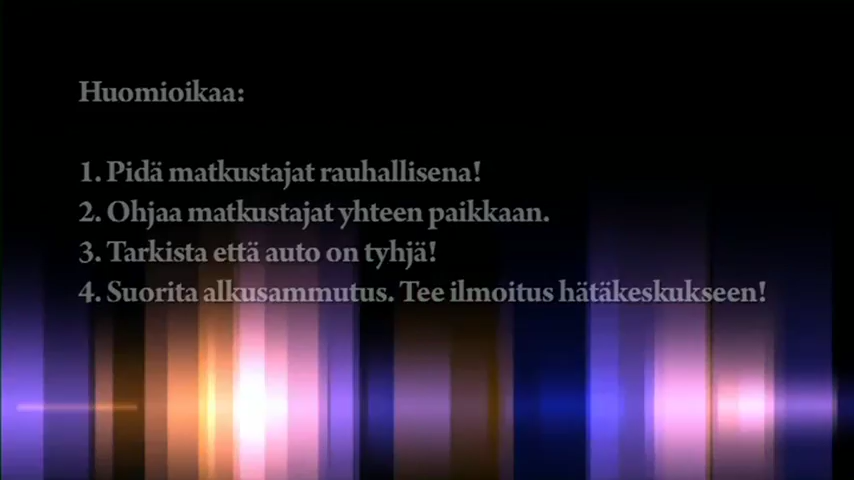 Huomioikaa:
1. Pidä matkustajat rauhallisena!
2. Ohjaa matkustajat yhteen paikkaan.
3. Tarkista että auto on tyhjä!
4. Suorita alkusammutus. Tee ilmoitus hätäkeskukseen!